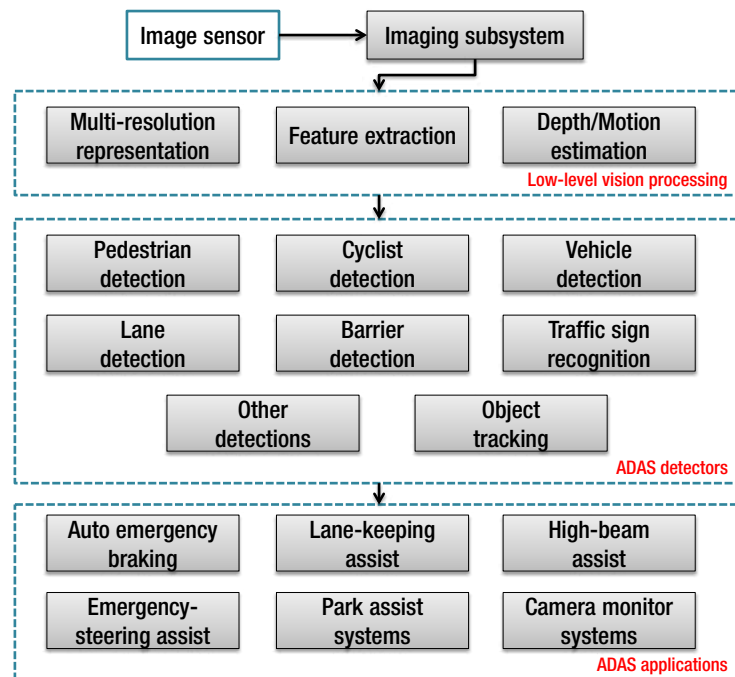 Image sensor
Imaging subsystem
Multi-resolution
representation
Feature extraction
Depth/Motion
estimation
Low-level vision processing
Pedestrian
detection
Cyclist
detection
Vehicle
detection
Lane
detection
Barrier
detection
Traffic sign
recognition
Other
detections
Object
tracking
ADAS detectors
Auto emergency
braking
Lane-keeping
assist
High-beam
assist
Emergency-
steering assist
Park assist
systems
Camera monitor
systems
ADAS applications